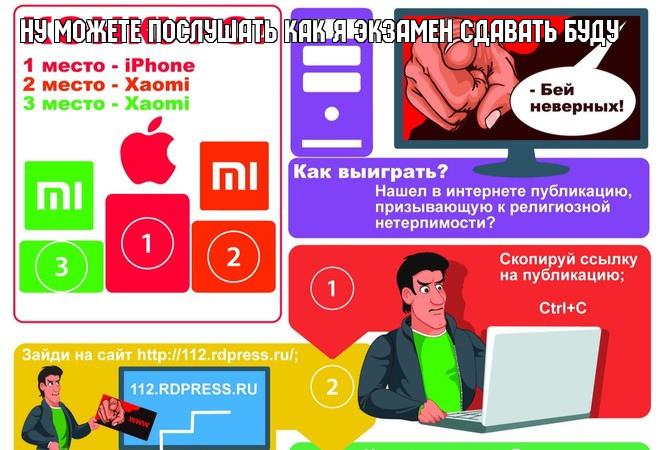 НУ МОЖЕТЕ ПОСЛУШАТЬ КАК Я ЭКЗАМЕН СДАВАТЬ БУДУ
1 место - iPhone
2 место - Xaomi
3 место - Xaomi
mi
mi
1
2
3
- Бей
неверных!
Как выиграть?
Нашел в интернете публикацию,
призывающую к религиозной
нетерпимости?
1
Скопируй ссылку
на публикацию;
Ctrl+C
Зайди на сайт http://112.rdpress.ru/;
112.RDPRESS.RU
www
2